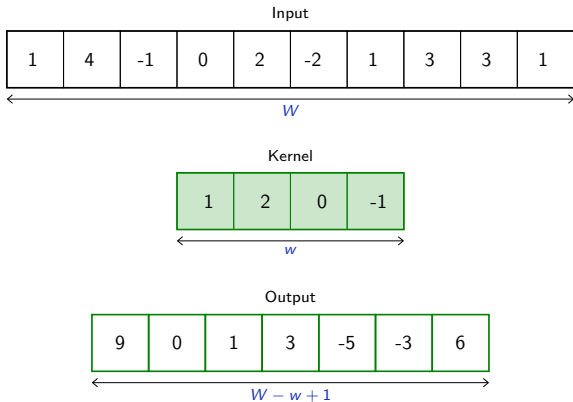 Input
1 4 -1 0 2 -2 1 3 3 1
W
Kernel
1 2 0 -1
w
Output
9 0 1 3 -5 -3 6
W − w + 1